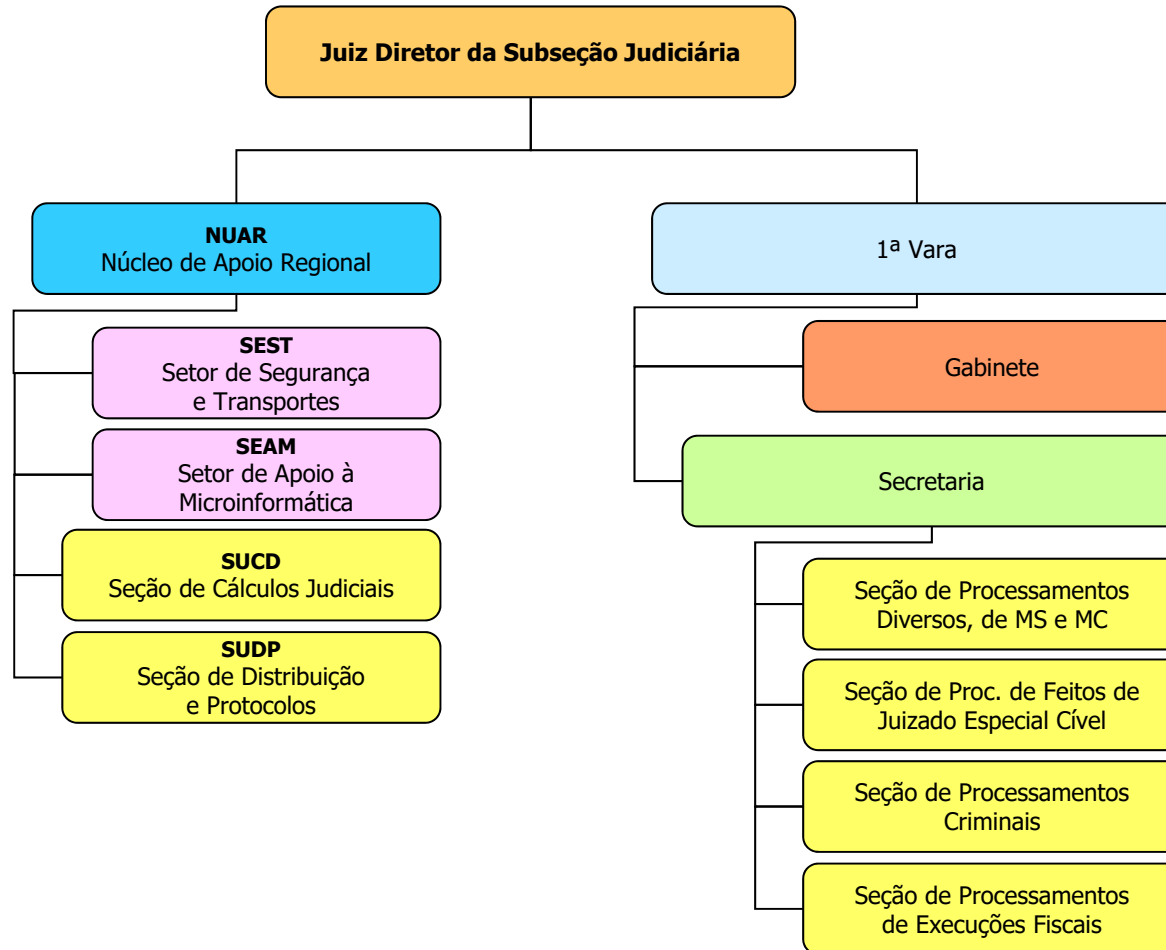 Juiz Diretor da Subseção Judiciária
NUAR
Núcleo de Apoio Regional
SEST
Setor de Segurança
e Transportes
SEAM
Setor de Apoio à
Microinformática
SUCD
Seção de Cálculos Judiciais
SUDP
Seção de Distribuição
e Protocolos
1ª Vara
Gabinete
Secretaria
Seção de Processamentos
Diversos, de MS e MC
Seção de Proc. de Feitos de
Juizado Especial Cível
Seção de Processamentos
Criminais
Seção de Processamentos
de Execuções Fiscais